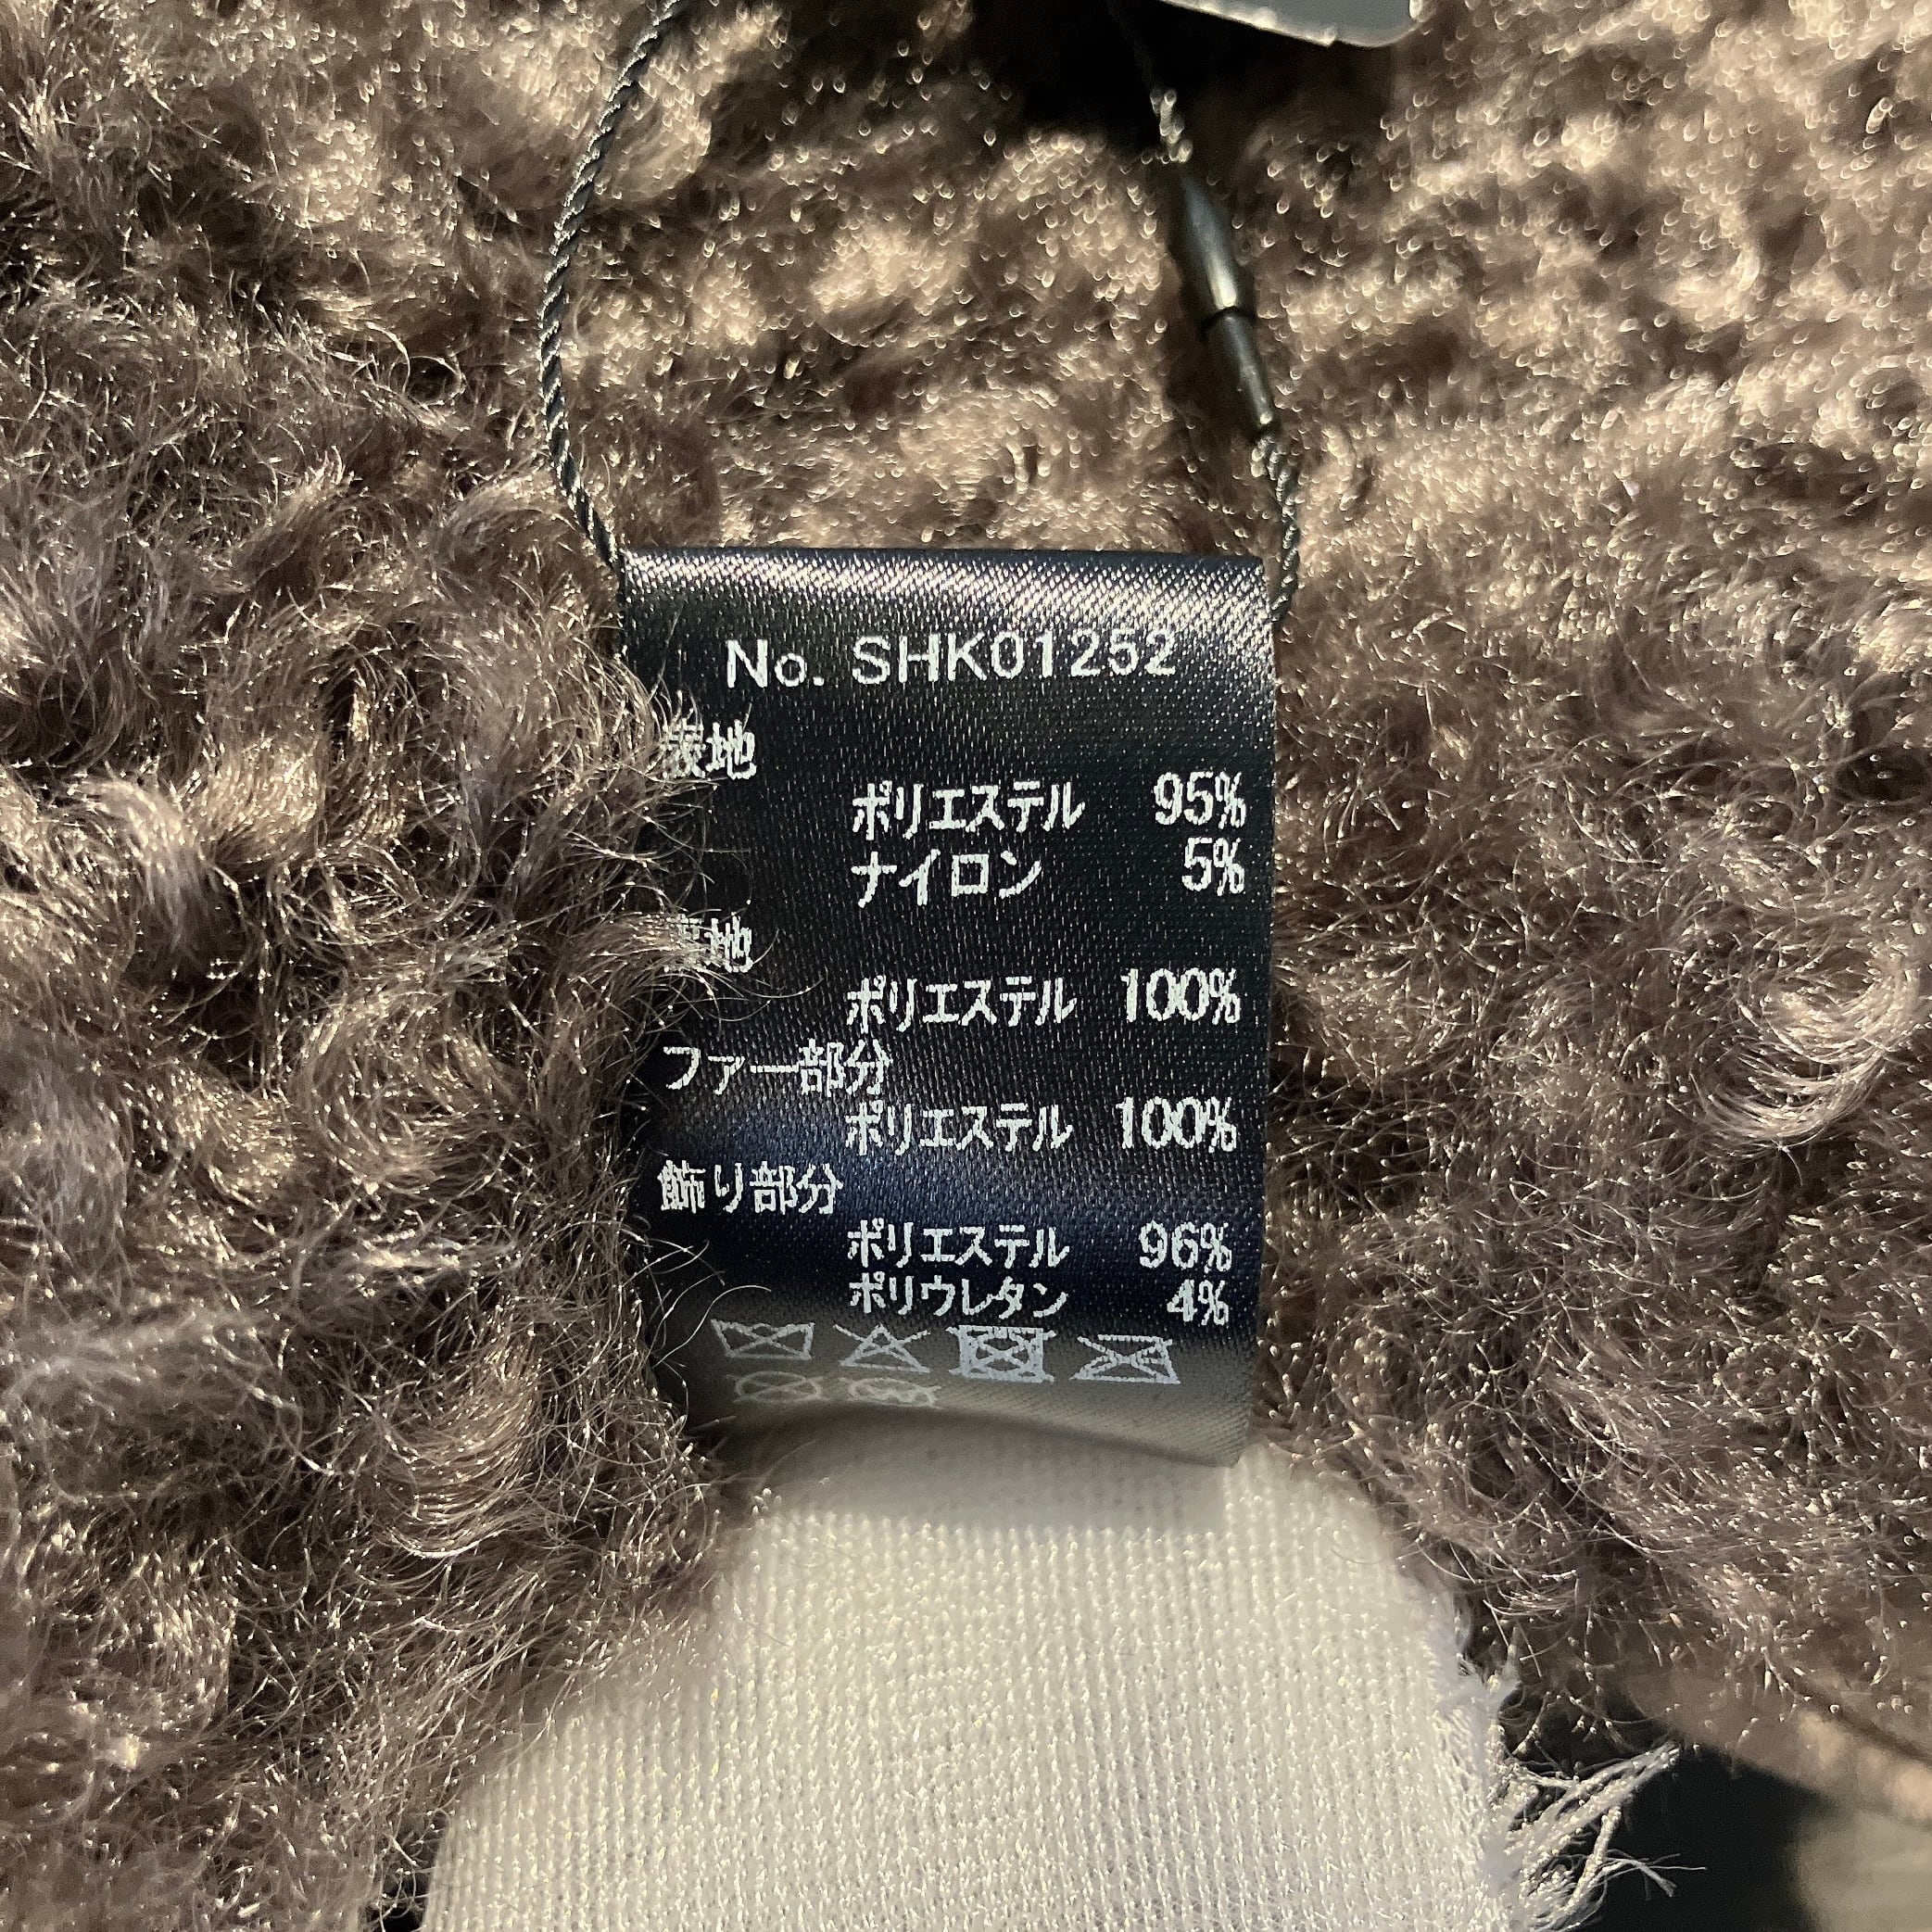 No. SHK01252
表地
ポリエステル 95%
ナイロン 5%
裏地
ポリエステル 100%
ファー部分
ポリエステル 100%
飾り部分
ポリエステル 96%
ポリウレタン 4%